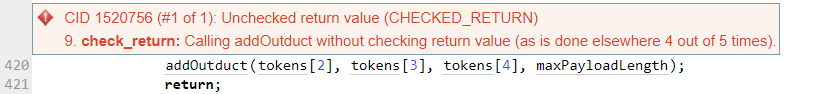 CID 1520756 (#1 of 1): Unchecked return value (CHECKED_RETURN)
9. check_return: Calling addOutduct without checking return value (as is done elsewhere 4 out of 5 times).
420 addOutduct(tokens[2], tokens[3], tokens[4], maxPayloadLength);
421 return;